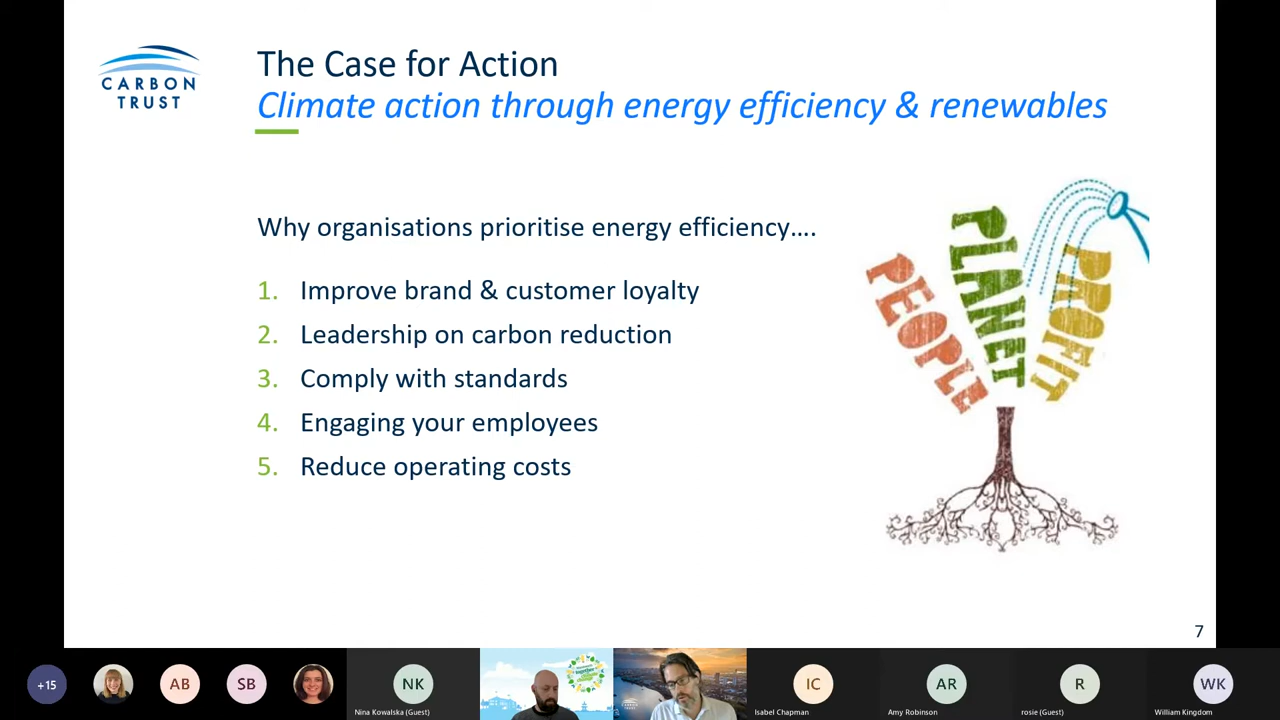 CARBON
TRUST
The Case for Action
Climate action through energy efficiency & renewables
Why organisations prioritise energy efficiency....
1. Improve brand & customer loyalty
2. Leadership on carbon reduction
3. Comply with standards
4. Engaging your employees
5. Reduce operating costs
PEOPLE
PLANET
PROFIT
7
+15
AB
SB
NK
Nina Kowalska (Guest)
together
CARBON
TRUST
IC
Isabel Chapman
AR
Amy Robinson
R
rosie (Guest)
WK
William Kingdom